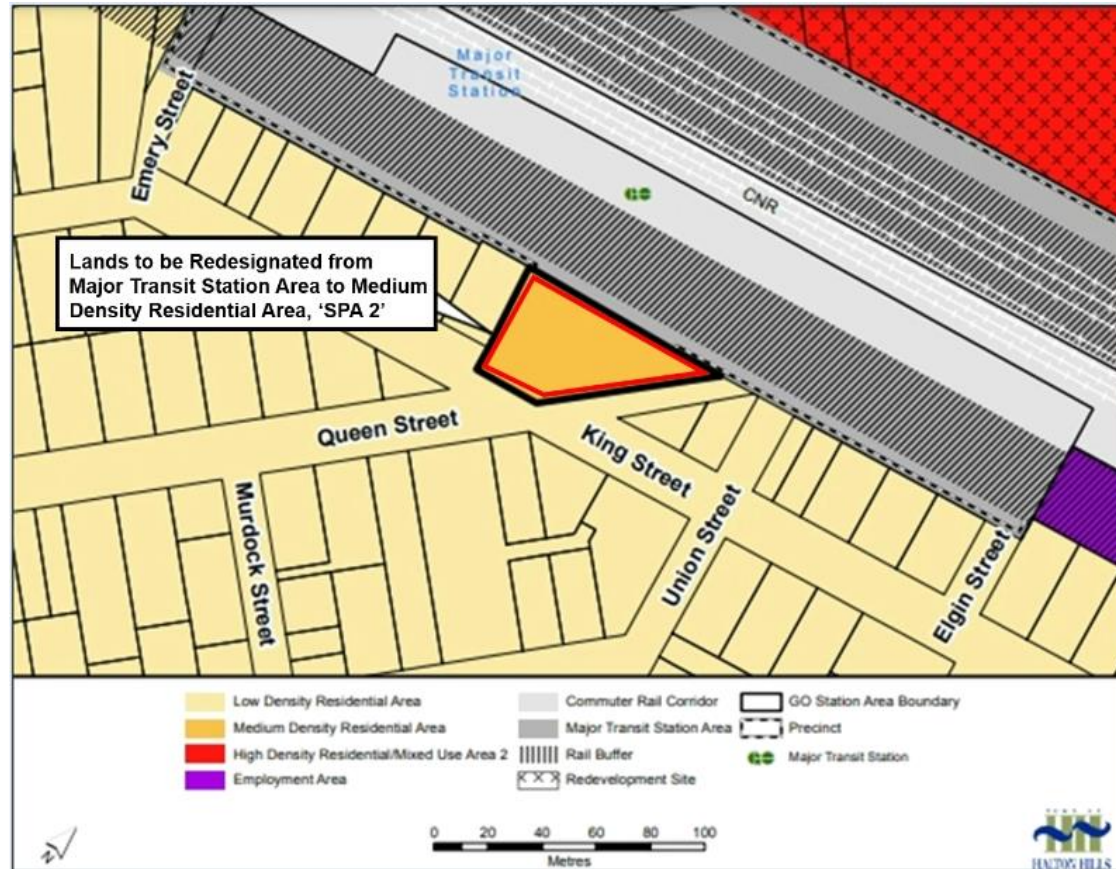 Major
Transit
Station
Emery Street
GO
CNR
Lands to be Redesignated from
Major Transit Station Area to Medium
Density Residential Area, ‘SPA 2’
Queen Street
King Street
Murdock Street
Union Street
Elgin Street
Low Density Residential Area
Medium Density Residential Area
High Density Residential/Mixed Use Area 2
Employment Area
Commuter Rail Corridor
Major Transit Station Area
Rail Buffer
Redevelopment Site
GO Station Area Boundary
Precinct
GO Major Transit Station
N
0 20 40 60 80 100
Metres
HALTON HILLS